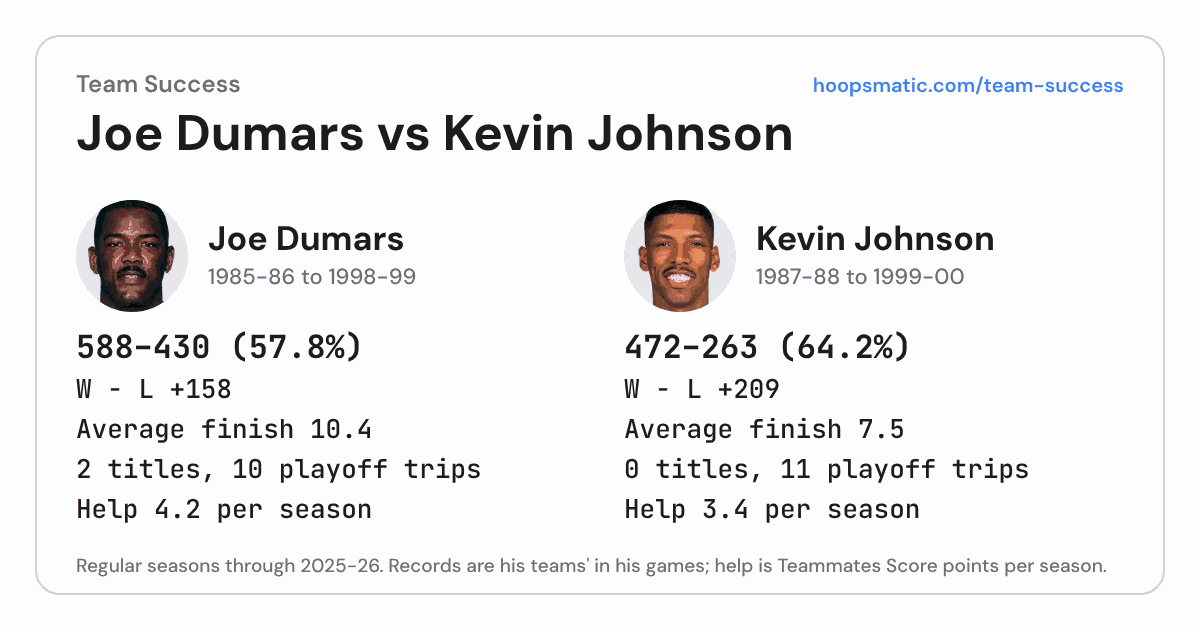 Team Success
hoopsmatic.com/team-success
Joe Dumars vs Kevin Johnson
Joe Dumars
1985–86 to 1998–99
588–430 (57.8%)
W - L +158
Average finish 10.4
2 titles, 10 playoff trips
Help 4.2 per season
Kevin Johnson
1987–88 to 1999–00
472–263 (64.2%)
W - L +209
Average finish 7.5
0 titles, 11 playoff trips
Help 3.4 per season
Regular seasons through 2025–26. Records are his teams' in his games; help is Teammates Score points per season.